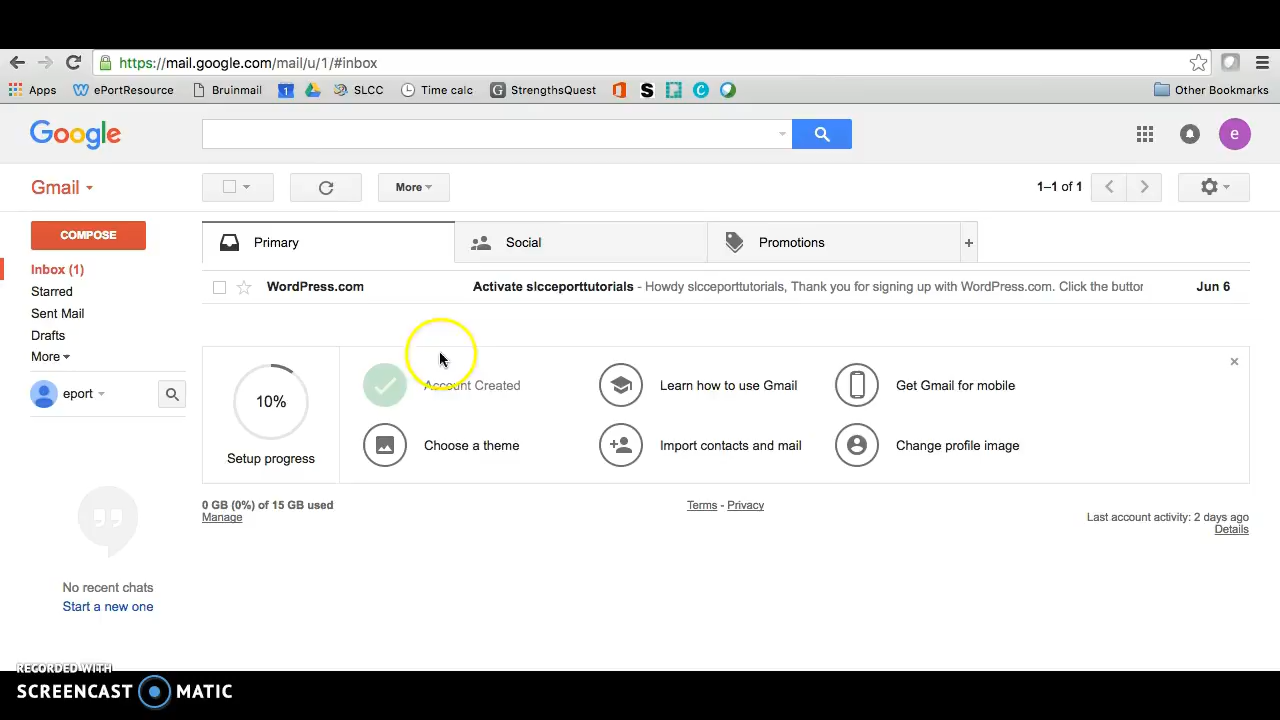 https://mail.google.com/mail/u/1/#inbox
Apps ePortResource Bruinmail 1 SLCC Time calc G StrengthsQuest S C Other Bookmarks
Google e
Gmail More 1–1 of 1
COMPOSE Primary Social Promotions +
Inbox (1) WordPress.com Activate slcceporttutorials - Howdy slcceporttutorials, Thank you for signing up with WordPress.com. Click the button Jun 6
Starred
Sent Mail
Drafts
More
eport
10%
Setup progress
Account Created Learn how to use Gmail Get Gmail for mobile
Choose a theme Import contacts and mail Change profile image
0 GB (0%) of 15 GB used
Manage
Terms - Privacy
Last account activity: 2 days ago
Details
No recent chats
Start a new one
RECORDED WITH
SCREENCAST MATIC